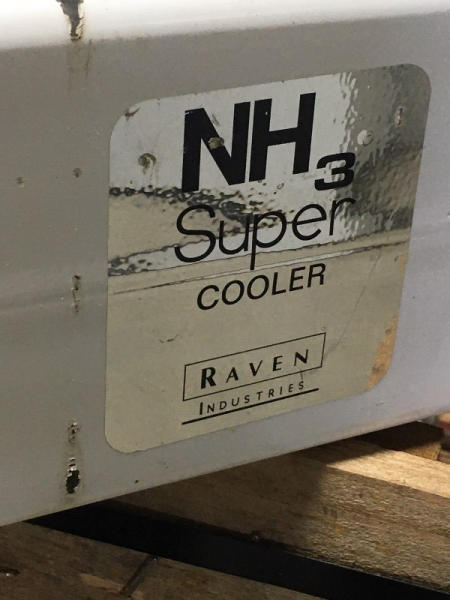 NH3
Super
COOLER
RAVEN
INDUSTRIES